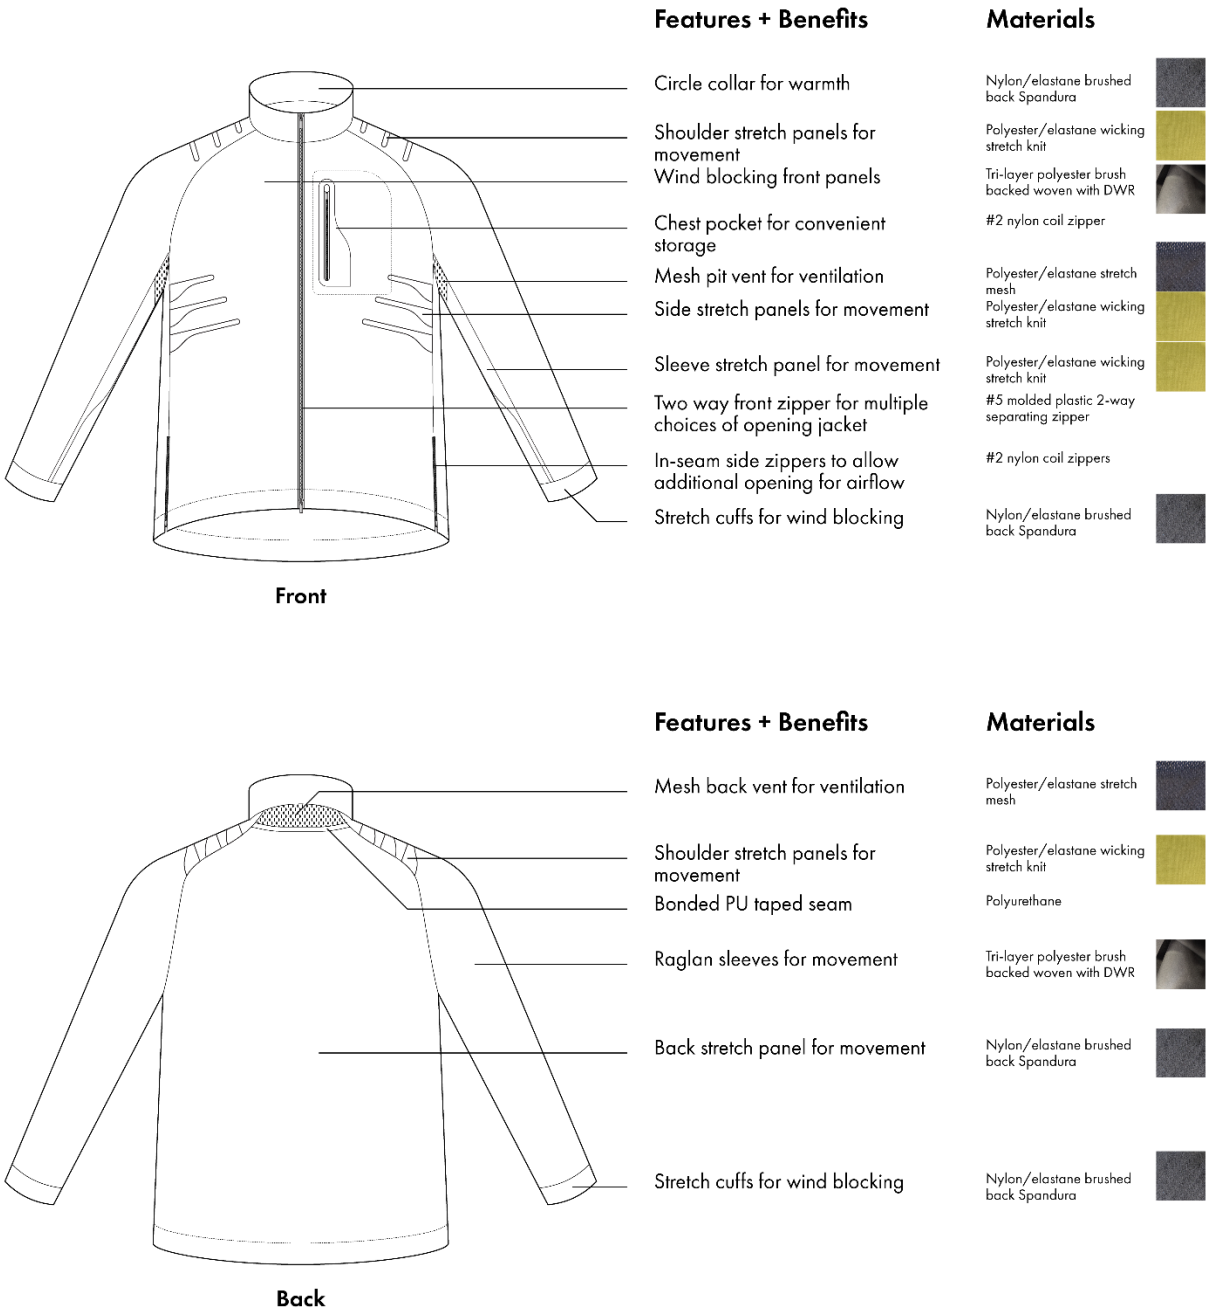 Features + Benefits
Materials
Circle collar for warmth
Nylon/elastane brushed
back Spandura
Shoulder stretch panels for
movement
Polyester/elastane wicking
stretch knit
Wind blocking front panels
Tri-layer polyester brush
backed woven with DWR
Chest pocket for convenient
storage
#2 nylon coil zipper
Mesh pit vent for ventilation
Polyester/elastane stretch
mesh
Side stretch panels for movement
Polyester/elastane wicking
stretch knit
Sleeve stretch panel for movement
Polyester/elastane wicking
stretch knit
Two way front zipper for multiple
choices of opening jacket
#5 molded plastic 2-way
separating zipper
In-seam side zippers to allow
additional opening for airflow
#2 nylon coil zippers
Stretch cuffs for wind blocking
Nylon/elastane brushed
back Spandura
Front
Features + Benefits
Materials
Mesh back vent for ventilation
Polyester/elastane stretch
mesh
Shoulder stretch panels for
movement
Polyester/elastane wicking
stretch knit
Bonded PU taped seam
Polyurethane
Raglan sleeves for movement
Tri-layer polyester brush
backed woven with DWR
Back stretch panel for movement
Nylon/elastane brushed
back Spandura
Stretch cuffs for wind blocking
Nylon/elastane brushed
back Spandura
Back